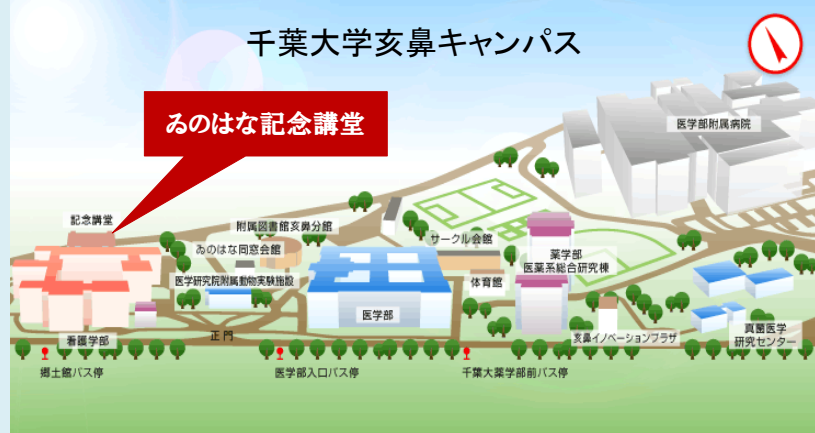 千葉大学亥鼻キャンパス
ゐのはな記念講堂
医学部附属病院
記念講堂
附属図書館亥鼻分館
サークル会館
ゐのはな同窓会館
薬学部
医薬系総合研究棟
医学研究院附属動物実験施設
体育館
医学部
正門
看護学部
亥鼻イノベーションプラザ
真菌医学
研究センター
郷土館バス停
医学部入口バス停
千葉大薬学部前バス停